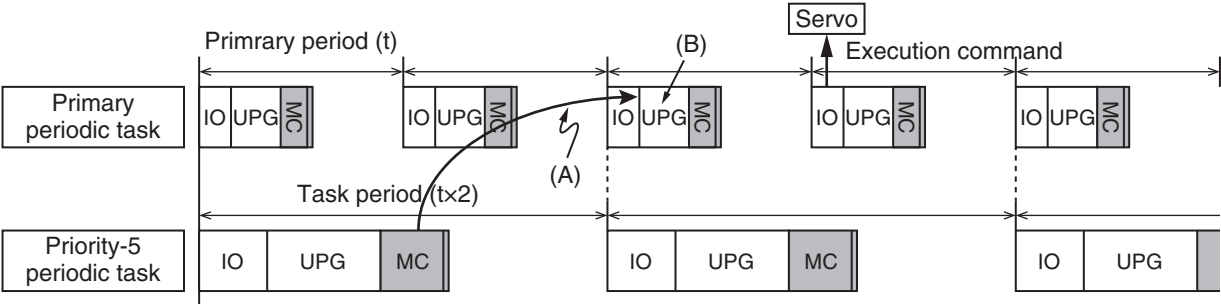 Servo
Primrary period (t)
(B)
Execution command
Primary
periodic task
IO UPG MC IO UPG MC IO UPG MC IO UPG MC IO UPG MC
(A)
Task period (t×2)
Priority-5
periodic task
IO UPG MC IO UPG MC IO UPG